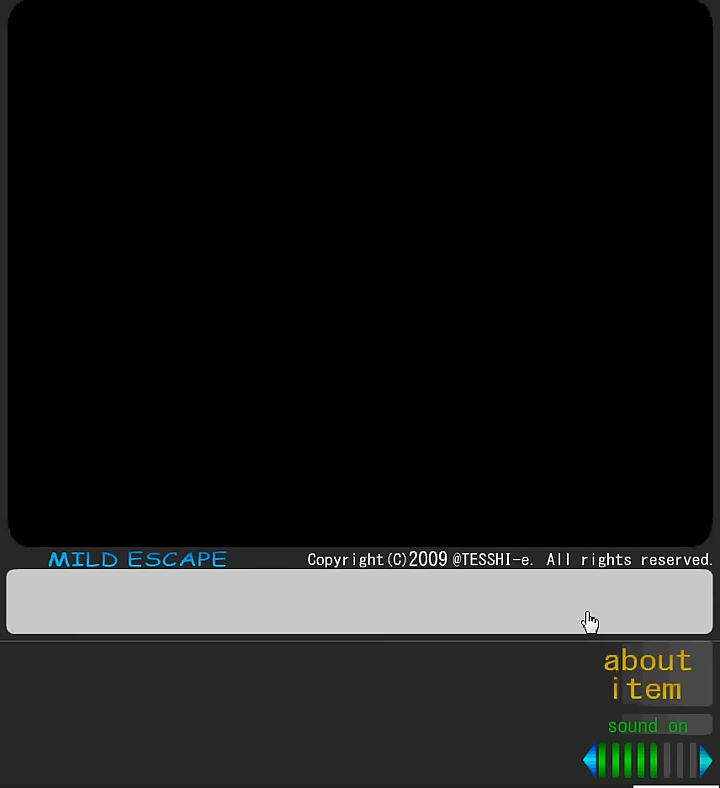 MILD ESCAPE
Copyright(C)2009 @TESSHI-e. All rights reserved.
about
item
sound on